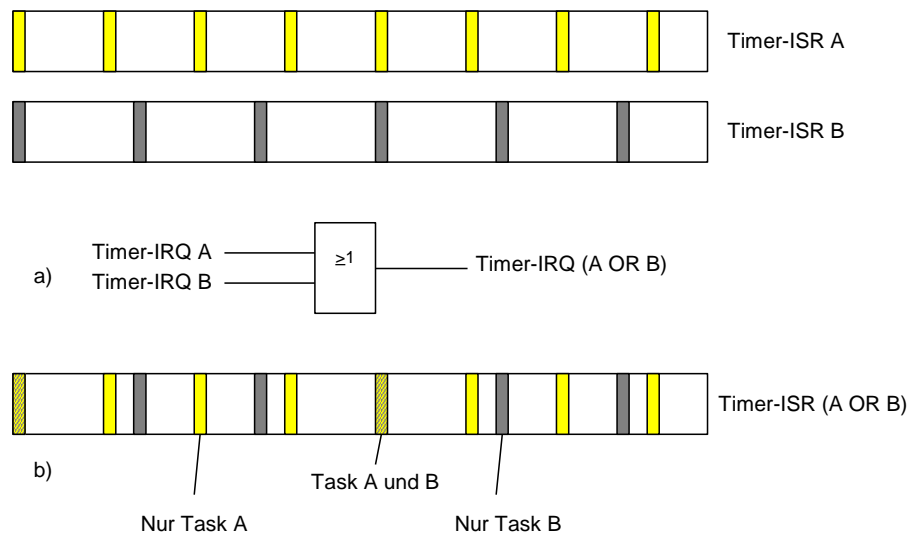 Timer-ISR A
Timer-ISR B
Timer-IRQ A
≥1
Timer-IRQ (A OR B)
Timer-IRQ B
a)
Timer-ISR (A OR B)
b)
Task A und B
Nur Task A
Nur Task B